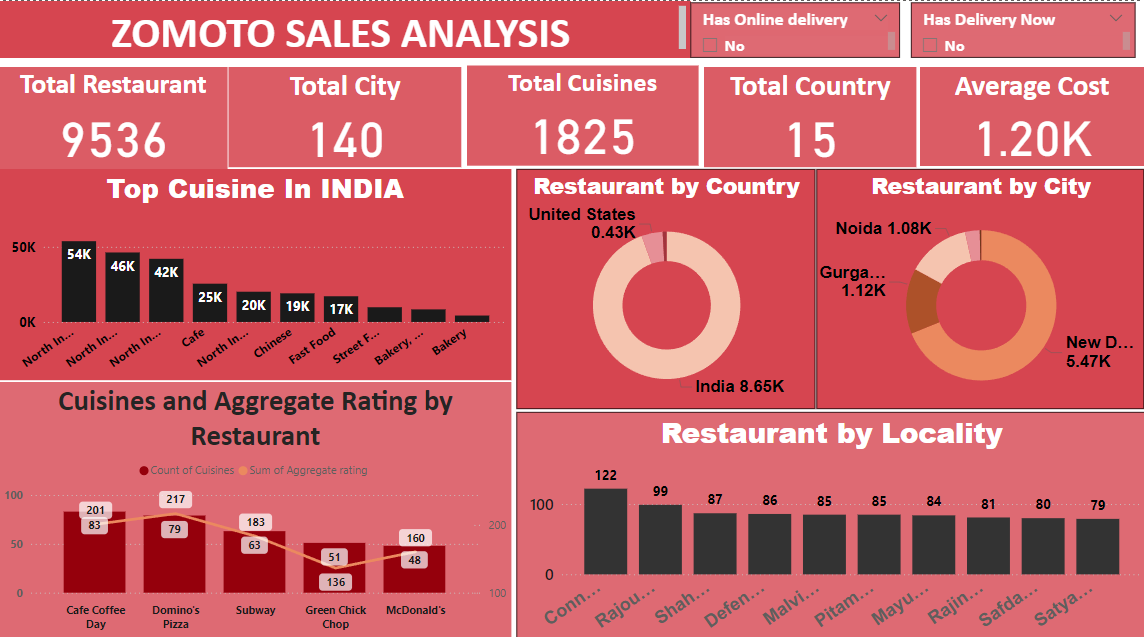 ZOMOTO SALES ANALYSIS
Has Online delivery
No
Has Delivery Now
No
Total Restaurant
9536
Total City
140
Total Cuisines
1825
Total Country
15
Average Cost
1.20K
Top Cuisine In INDIA
50K
0K
54K
46K
42K
25K
20K
19K
17K
North In...
North In...
North In...
Cafe
North In...
Chinese
Fast Food
Street F...
Bakery, ...
Bakery
Restaurant by Country
United States
0.43K
India 8.65K
Restaurant by City
Noida 1.08K
Gurga...
1.12K
New D...
5.47K
Cuisines and Aggregate Rating by
Restaurant
Count of Cuisines
Sum of Aggregate rating
100
50
0
200
100
201
83
217
79
183
63
51
136
160
48
Cafe Coffee
Day
Domino's
Pizza
Subway
Green Chick
Chop
McDonald's
Restaurant by Locality
100
0
122
99
87
86
85
85
84
81
80
79
Conn...
Rajou...
Shah...
Defen...
Malvi...
Pitam...
Mayu...
Rajin...
Safda...
Satya...